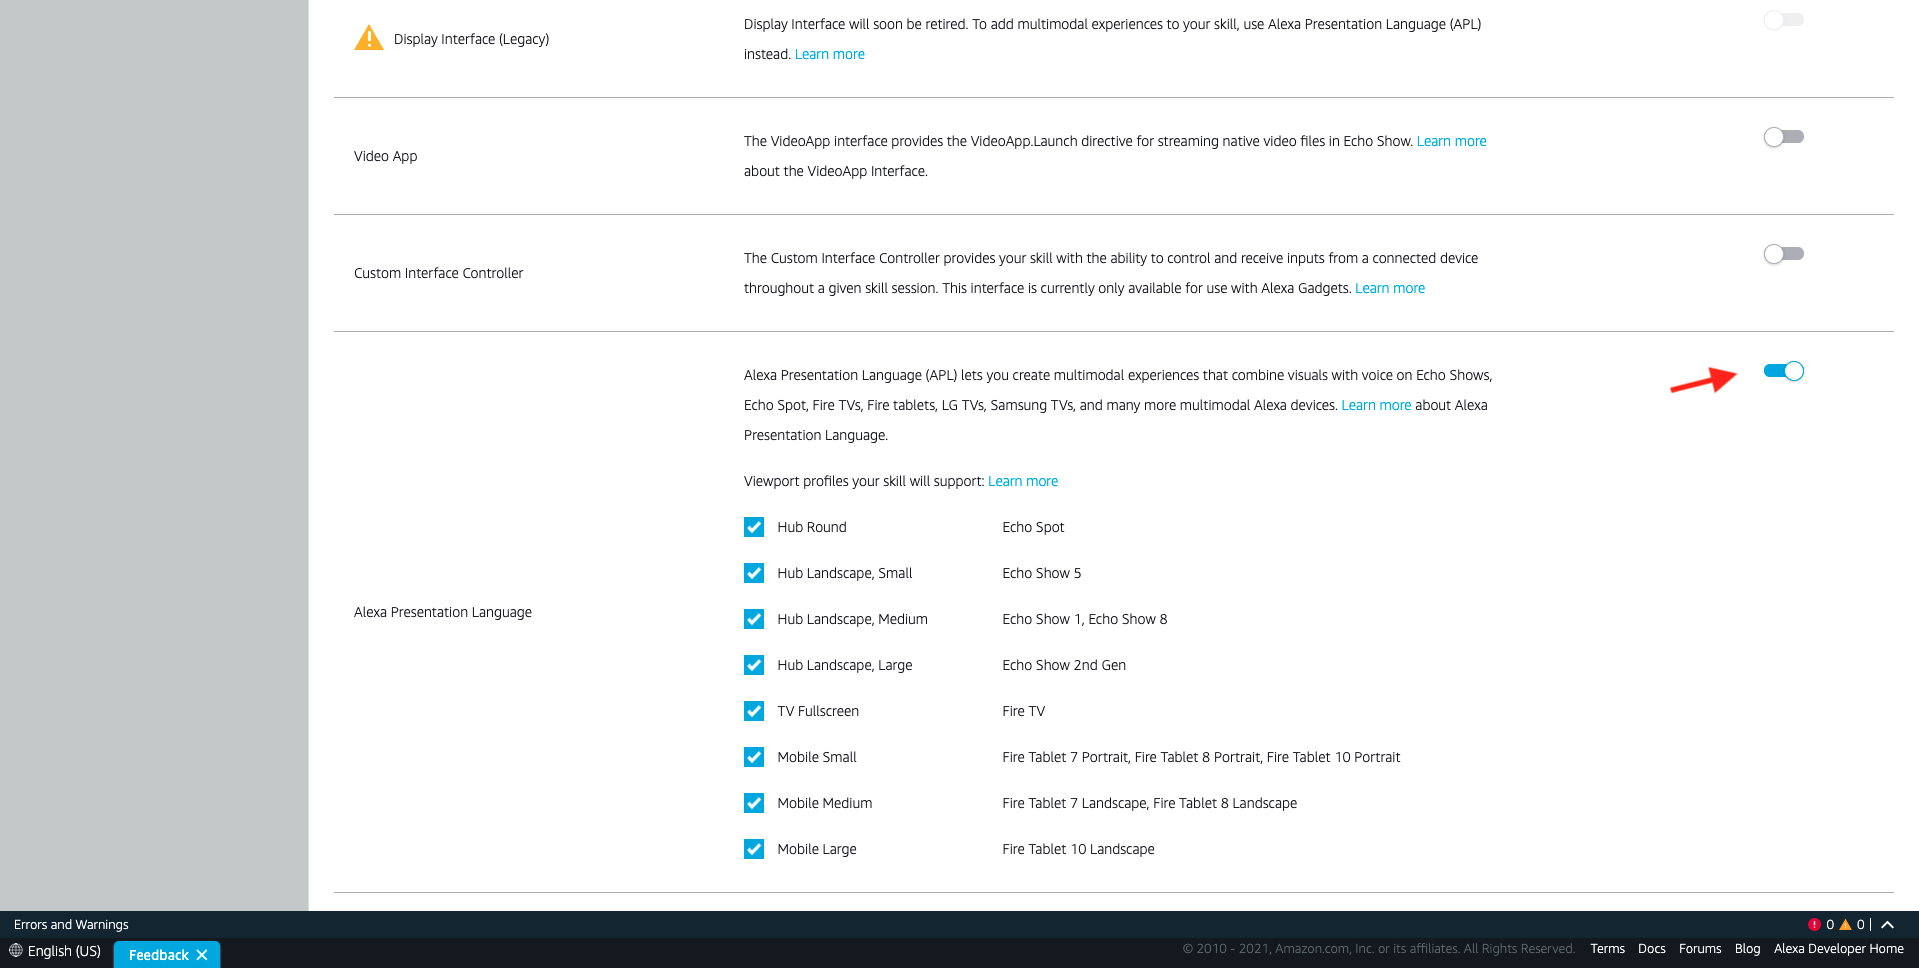 Display Interface (Legacy)
Display Interface will soon be retired. To add multimodal experiences to your skill, use Alexa Presentation Language (APL)
instead. Learn more
Video App
The VideoApp interface provides the VideoApp.Launch directive for streaming native video files in Echo Show. Learn more
about the VideoApp Interface.
Custom Interface Controller
The Custom Interface Controller provides your skill with the ability to control and receive inputs from a connected device
throughout a given skill session. This interface is currently only available for use with Alexa Gadgets. Learn more
Alexa Presentation Language
Alexa Presentation Language (APL) lets you create multimodal experiences that combine visuals with voice on Echo Shows,
Echo Spot, Fire TVs, Fire tablets, LG TVs, Samsung TVs, and many more multimodal Alexa devices. Learn more about Alexa
Presentation Language.
Viewport profiles your skill will support: Learn more
Hub Round Echo Spot
Hub Landscape, Small Echo Show 5
Hub Landscape, Medium Echo Show 1, Echo Show 8
Hub Landscape, Large Echo Show 2nd Gen
TV Fullscreen Fire TV
Mobile Small Fire Tablet 7 Portrait, Fire Tablet 8 Portrait, Fire Tablet 10 Portrait
Mobile Medium Fire Tablet 7 Landscape, Fire Tablet 8 Landscape
Mobile Large Fire Tablet 10 Landscape
Errors and Warnings 0 0
English (US) Feedback © 2010 - 2021, Amazon.com, Inc. or its affiliates. All Rights Reserved. Terms Docs Forums Blog Alexa Developer Home